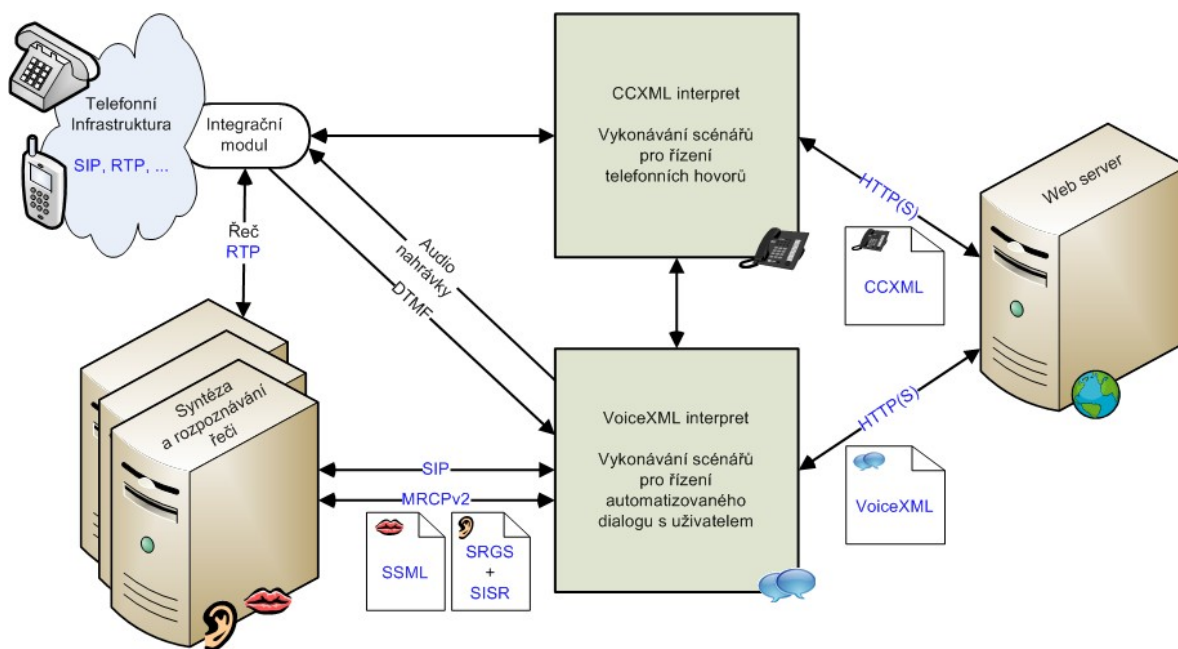 Telefonní
Infrastruktura
SIP, RTP, ...
Integrační
modul
CCXML interpret
Vykonávání scénářů
pro řízení
telefonních hovorů
Web server
HTTP(S)
CCXML
Řeč
RTP
Audio
nahrávky
DTMF
Syntéza
a rozpoznávání
řeči
SIP
MRCPv2
SSML
SRGS
+
SISR
VoiceXML interpret
Vykonávání scénářů
pro řízení
automatizovaného
dialogu s uživatelem
HTTP(S)
VoiceXML